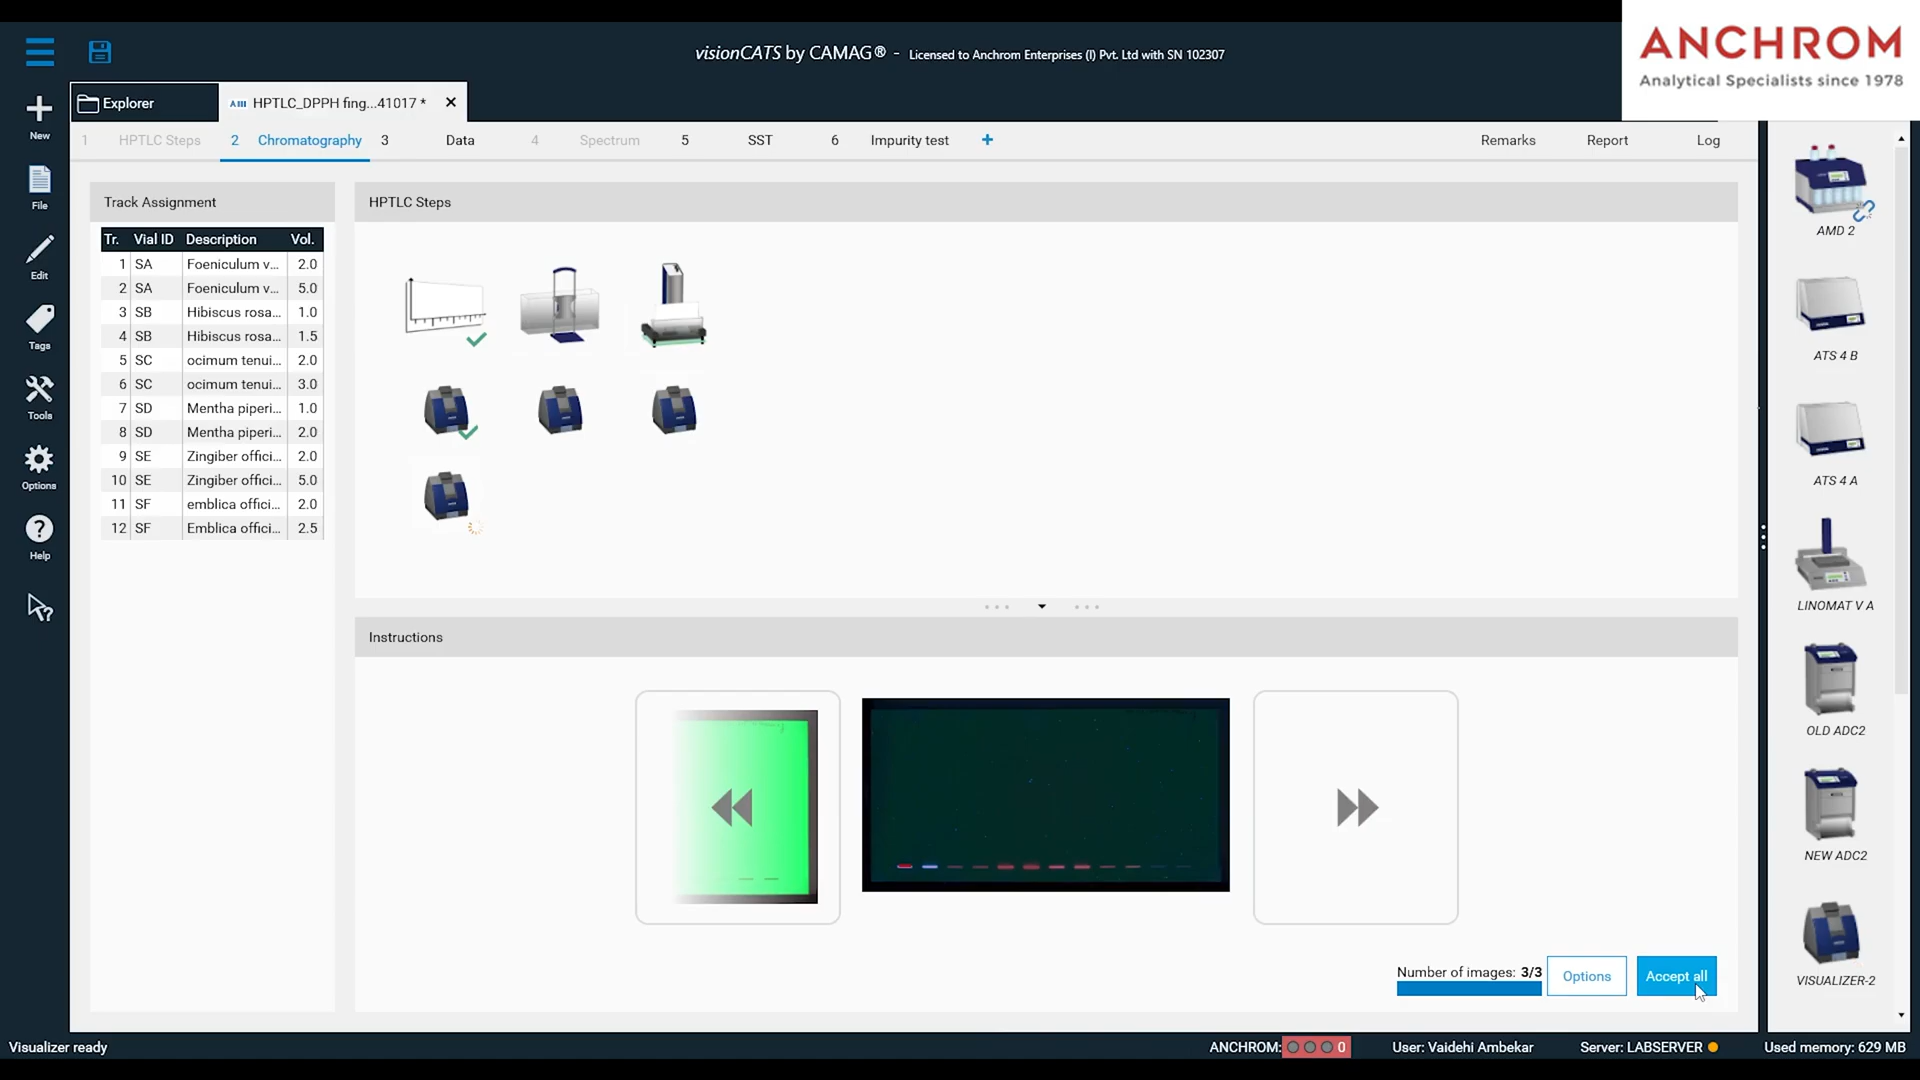 visionCATS by CAMAG® - Licensed to Anchrom Enterprises (I) Pvt. Ltd with SN 102307
ANCHROM
Analytical Specialists since 1978
New
File
Edit
Tags
Tools
Options
Help
Explorer
HPTLC_DPPH fing...41017 *
1 HPTLC Steps
2 Chromatography
3 Data
4 Spectrum
5 SST
6 Impurity test
+
Remarks
Report
Log
Track Assignment
Tr. Vial ID Description Vol.
1 SA Foeniculum v... 2.0
2 SA Foeniculum v... 5.0
3 SB Hibiscus rosa... 1.0
4 SB Hibiscus rosa... 1.5
5 SC ocimum tenui... 2.0
6 SC ocimum tenui... 3.0
7 SD Mentha piperi... 1.0
8 SD Mentha piperi... 2.0
9 SE Zingiber offici... 2.0
10 SE Zingiber offici... 5.0
11 SF emblica offici... 2.0
12 SF Emblica offici... 2.5
HPTLC Steps
Instructions
Number of images: 3/3
Options
Accept all
AMD 2
ATS 4 B
ATS 4 A
LINOMAT V A
OLD ADC2
NEW ADC2
VISUALIZER-2
Visualizer ready
ANCHROM: 0
User: Vaidehi Ambekar
Server: LABSERVER
Used memory: 629 MB